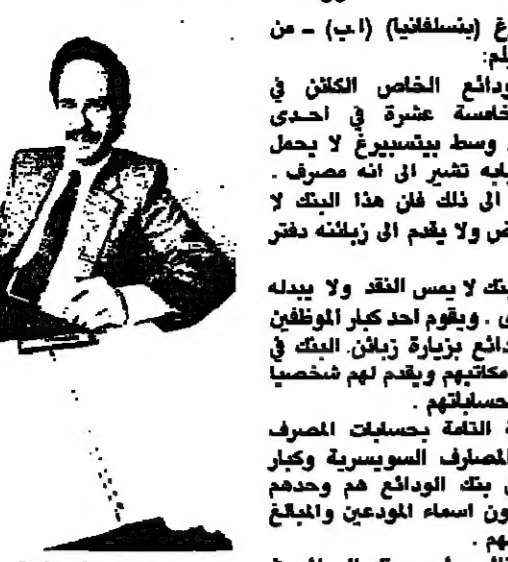 رغ (بنسلفانيا) (ا ب) ــ من
يلم:
ودائع الخاص الكائن في
خامسة عشرة في احدى
وسط بيتسبيرغ لا يحمل
بابه تشير الى انه مصرف .
الى ذلك فان هذا البنك لا
ض ولا يقدم الى زبائنه دفتر
بنك لا يمس النقد ولا يبدله
ى . ويقوم احد كبار الموظفين
دائع بزيارة زبائن البنك في
مكاتبهم ويقدم لهم شخصيا
حساباتهم .
ة التامة بحسابات المصرف
المصارف السويسرية وكبار
بنك الودائع هم وحدهم
ون اسماء المودعين والمبالغ
هم .